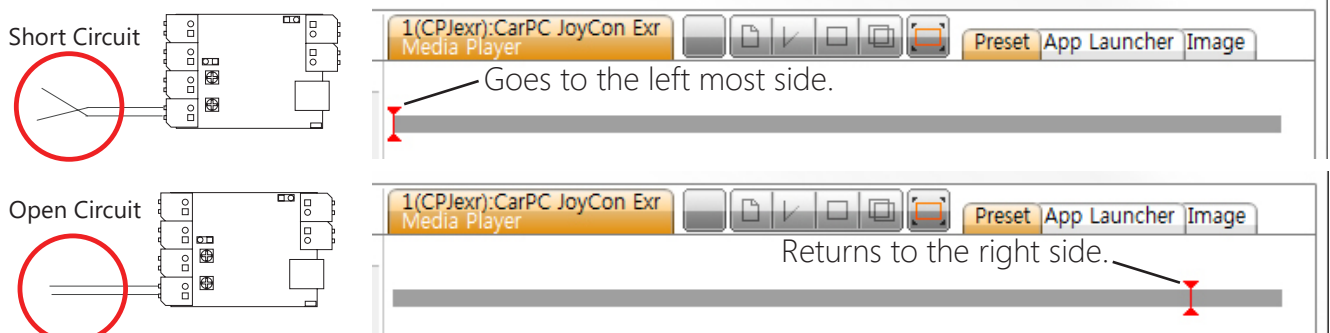 Short Circuit
1(CPJexr):CarPC JoyCon Exr
Media Player
Preset App Launcher Image
Goes to the left most side.
Open Circuit
1(CPJexr):CarPC JoyCon Exr
Media Player
Preset App Launcher Image
Returns to the right side.